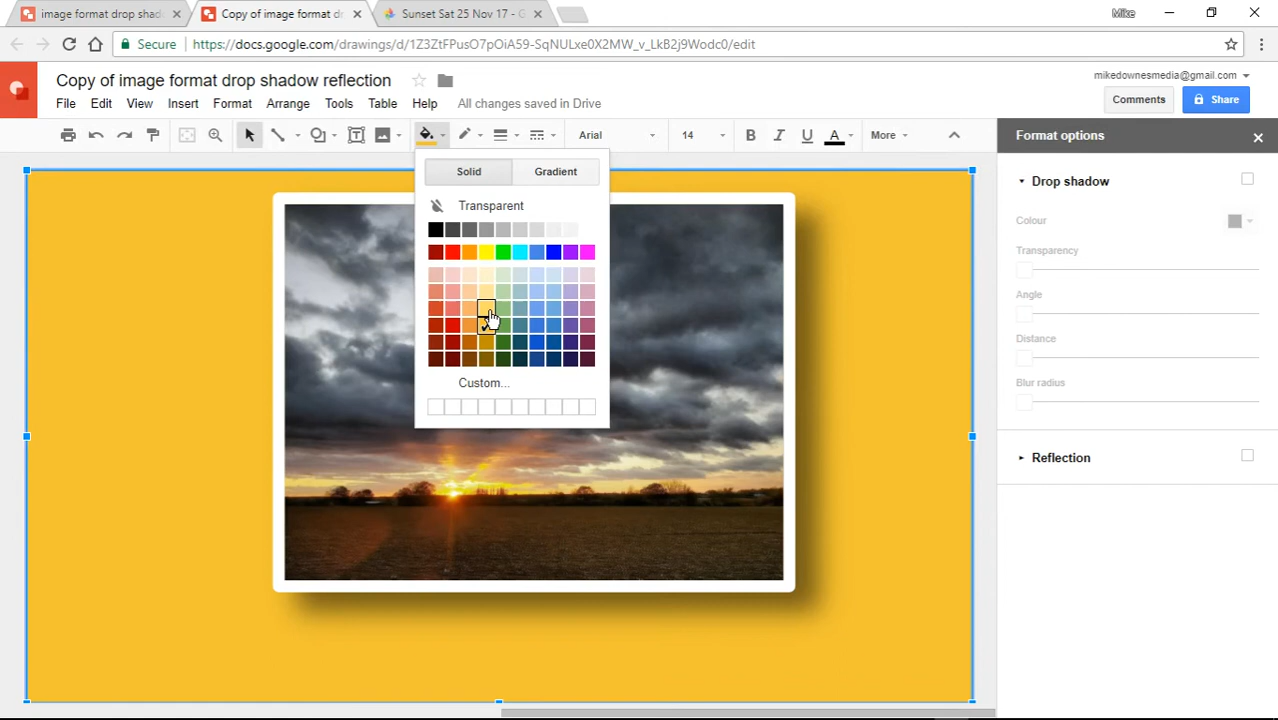 image format drop shado
Copy of image format dr
Sunset Sat 25 Nov 17 - G
Mike
Secure
https://docs.google.com/drawings/d/1Z3ZtFPusO7pOiA59-SqNULxe0X2MW_v_LkB2j9Wodc0/edit
Copy of image format drop shadow reflection
mikedownesmedia@gmail.com
File Edit View Insert Format Arrange Tools Table Help All changes saved in Drive
Comments
Share
Arial
14
B I U A
More
Format options
Solid
Gradient
Transparent
Custom...
Drop shadow
Colour
Transparency
Angle
Distance
Blur radius
Reflection